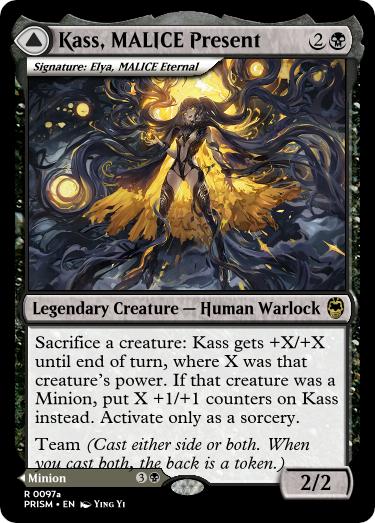 Kass, MALICE Present 2
Signature: Elya, MALICE Eternal
Legendary Creature — Human Warlock
Sacrifice a creature: Kass gets +X/+X
until end of turn, where X was that
creature's power. If that creature was a
Minion, put X +1/+1 counters on Kass
instead. Activate only as a sorcery.
Team (Cast either side or both. When
you cast both, the back is a token.)
Minion 3
2/2
R 0097a
PRISM • EN Ying Yi